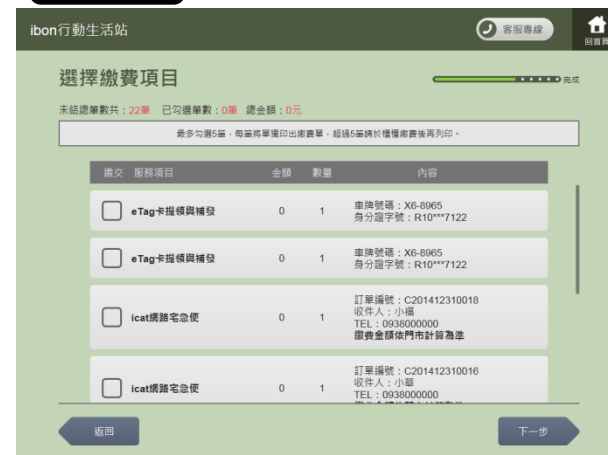 ibon行動生活站
客服專線
回首頁
選擇繳費項目
完成
未結總筆數共：22筆 已勾選筆數：0筆 總金額：0元
最多勾選5筆，每筆將單獨印出繳費單，超過5筆請於櫃檯繳費後再列印。
繳交 服務項目 金額 數量 內容
eTag卡提領與補發 0 1 車牌號碼：X6-8965
身分證字號：R10***7122
eTag卡提領與補發 0 1 車牌號碼：X6-8965
身分證字號：R10***7122
訂單編號：C201412310018
收件人：小福
icat網路宅急便 0 1
TEL：0938000000
繳費金額依門市計算為準
訂單編號：C201412310016
收件人：小華
icat網路宅急便 0 1
TEL：0938000000
返回
下一步